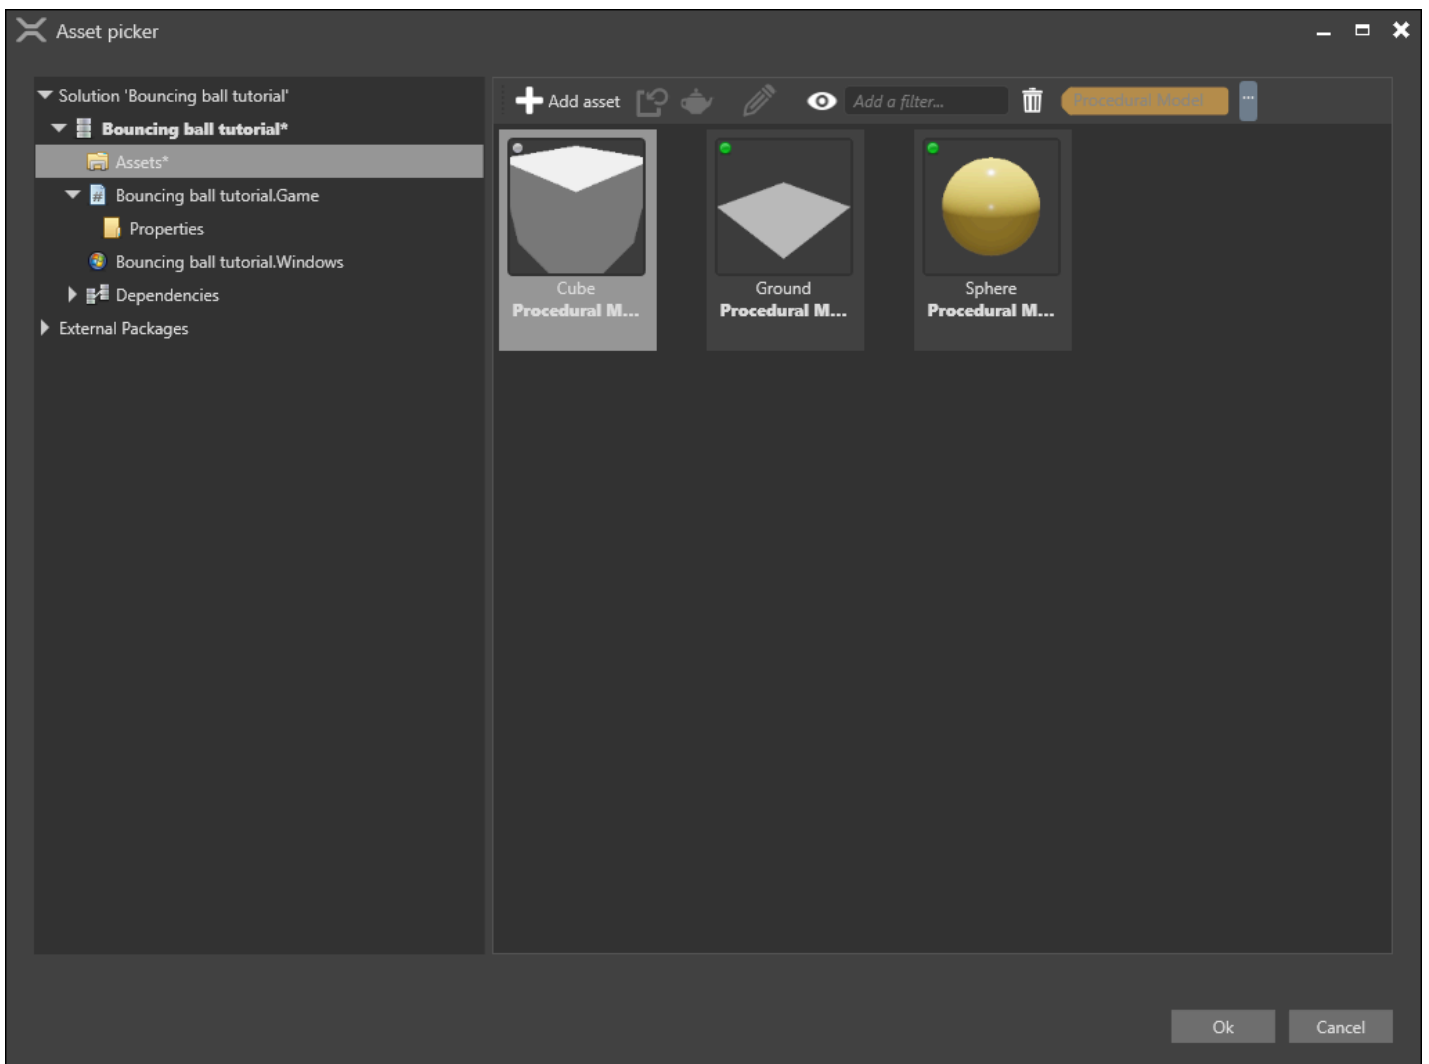 Asset picker
Solution 'Bouncing ball tutorial'
Bouncing ball tutorial*
Assets*
Bouncing ball tutorial.Game
Properties
Bouncing ball tutorial.Windows
Dependencies
External Packages
Add asset
Add a filter...
Procedural Model
...
Cube
Procedural M...
Ground
Procedural M...
Sphere
Procedural M...
Ok
Cancel